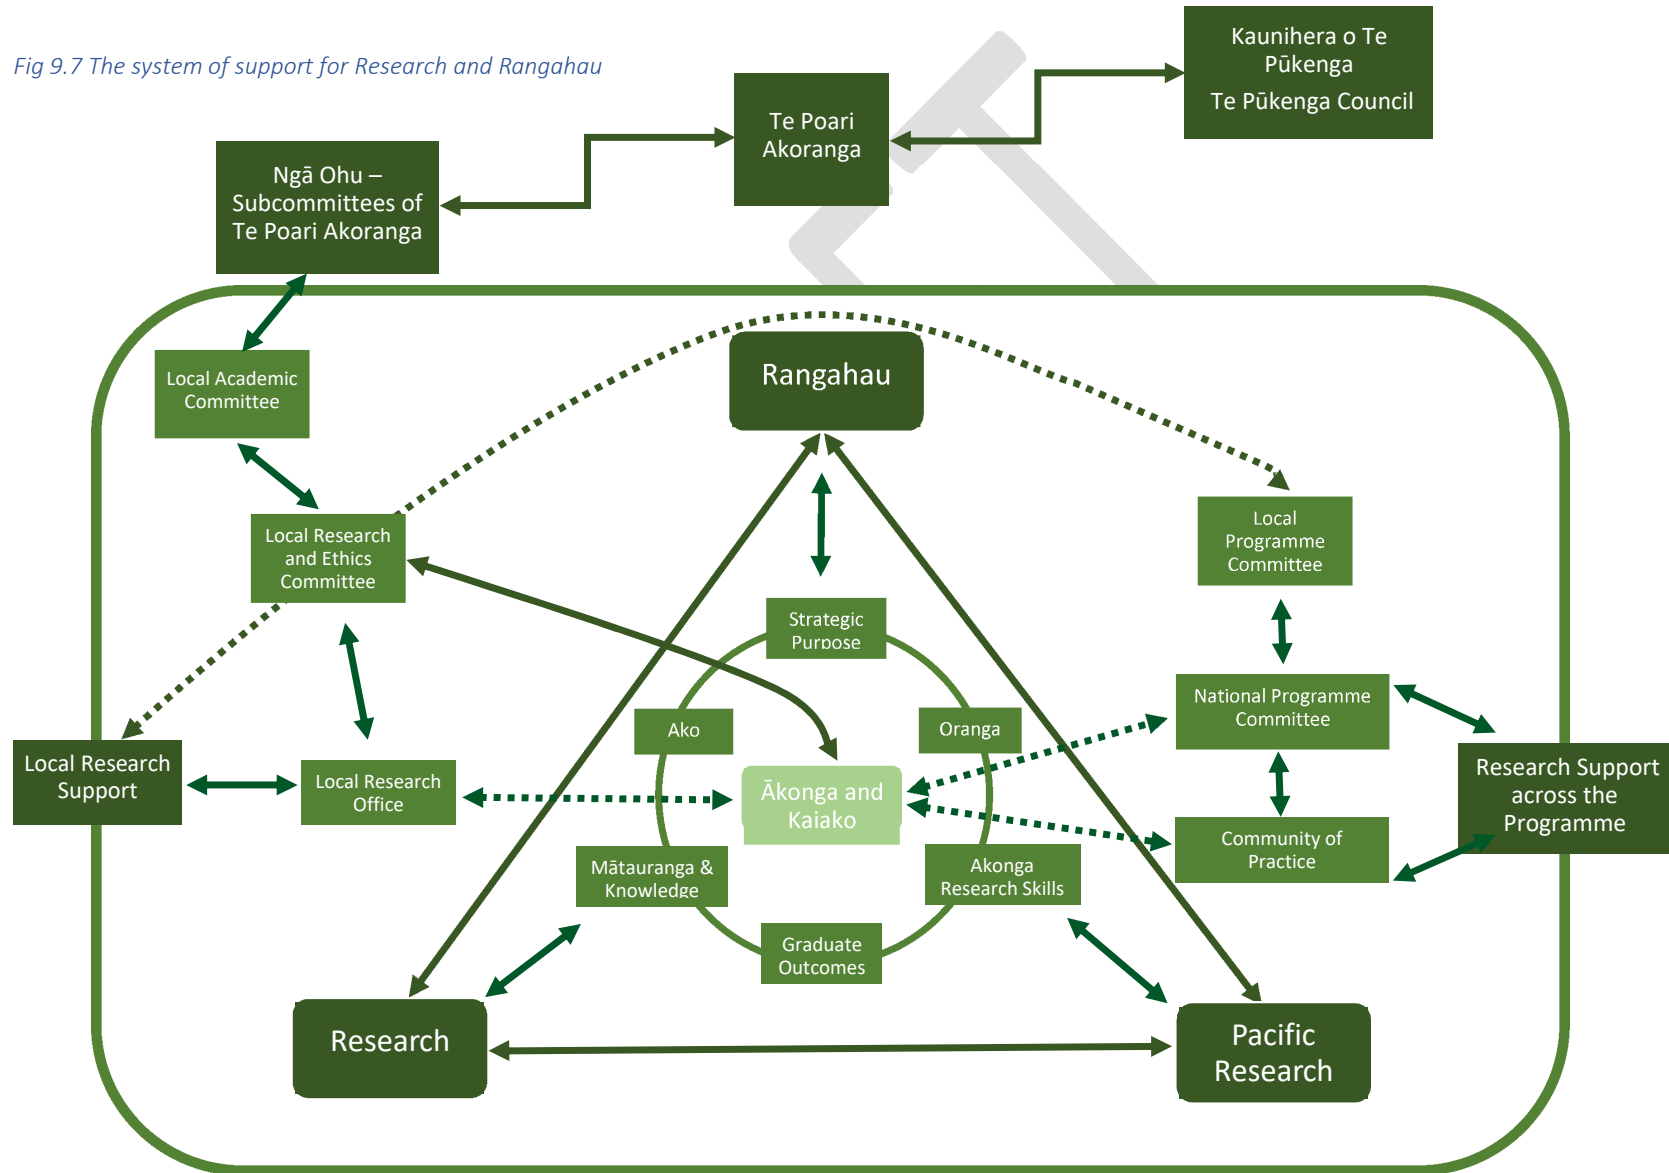 Fig 9.7 The system of support for Research and Rangahau
Kaunihera o Te
Pūkenga
Te Pūkenga Council
Te Poari
Akoranga
Ngā Ohu –
Subcommittees of
Te Poari Akoranga
Local Academic
Committee
Rangahau
Local Research
and Ethics
Committee
Local
Programme
Committee
Strategic
Purpose
Ako
Oranga
National Programme
Committee
Local Research
Support
Local Research
Office
Ākonga and
Kaiako
Research Support
across the
Programme
Community of
Practice
Mātauranga &
Knowledge
Akonga
Research Skills
Graduate
Outcomes
Research
Pacific
Research